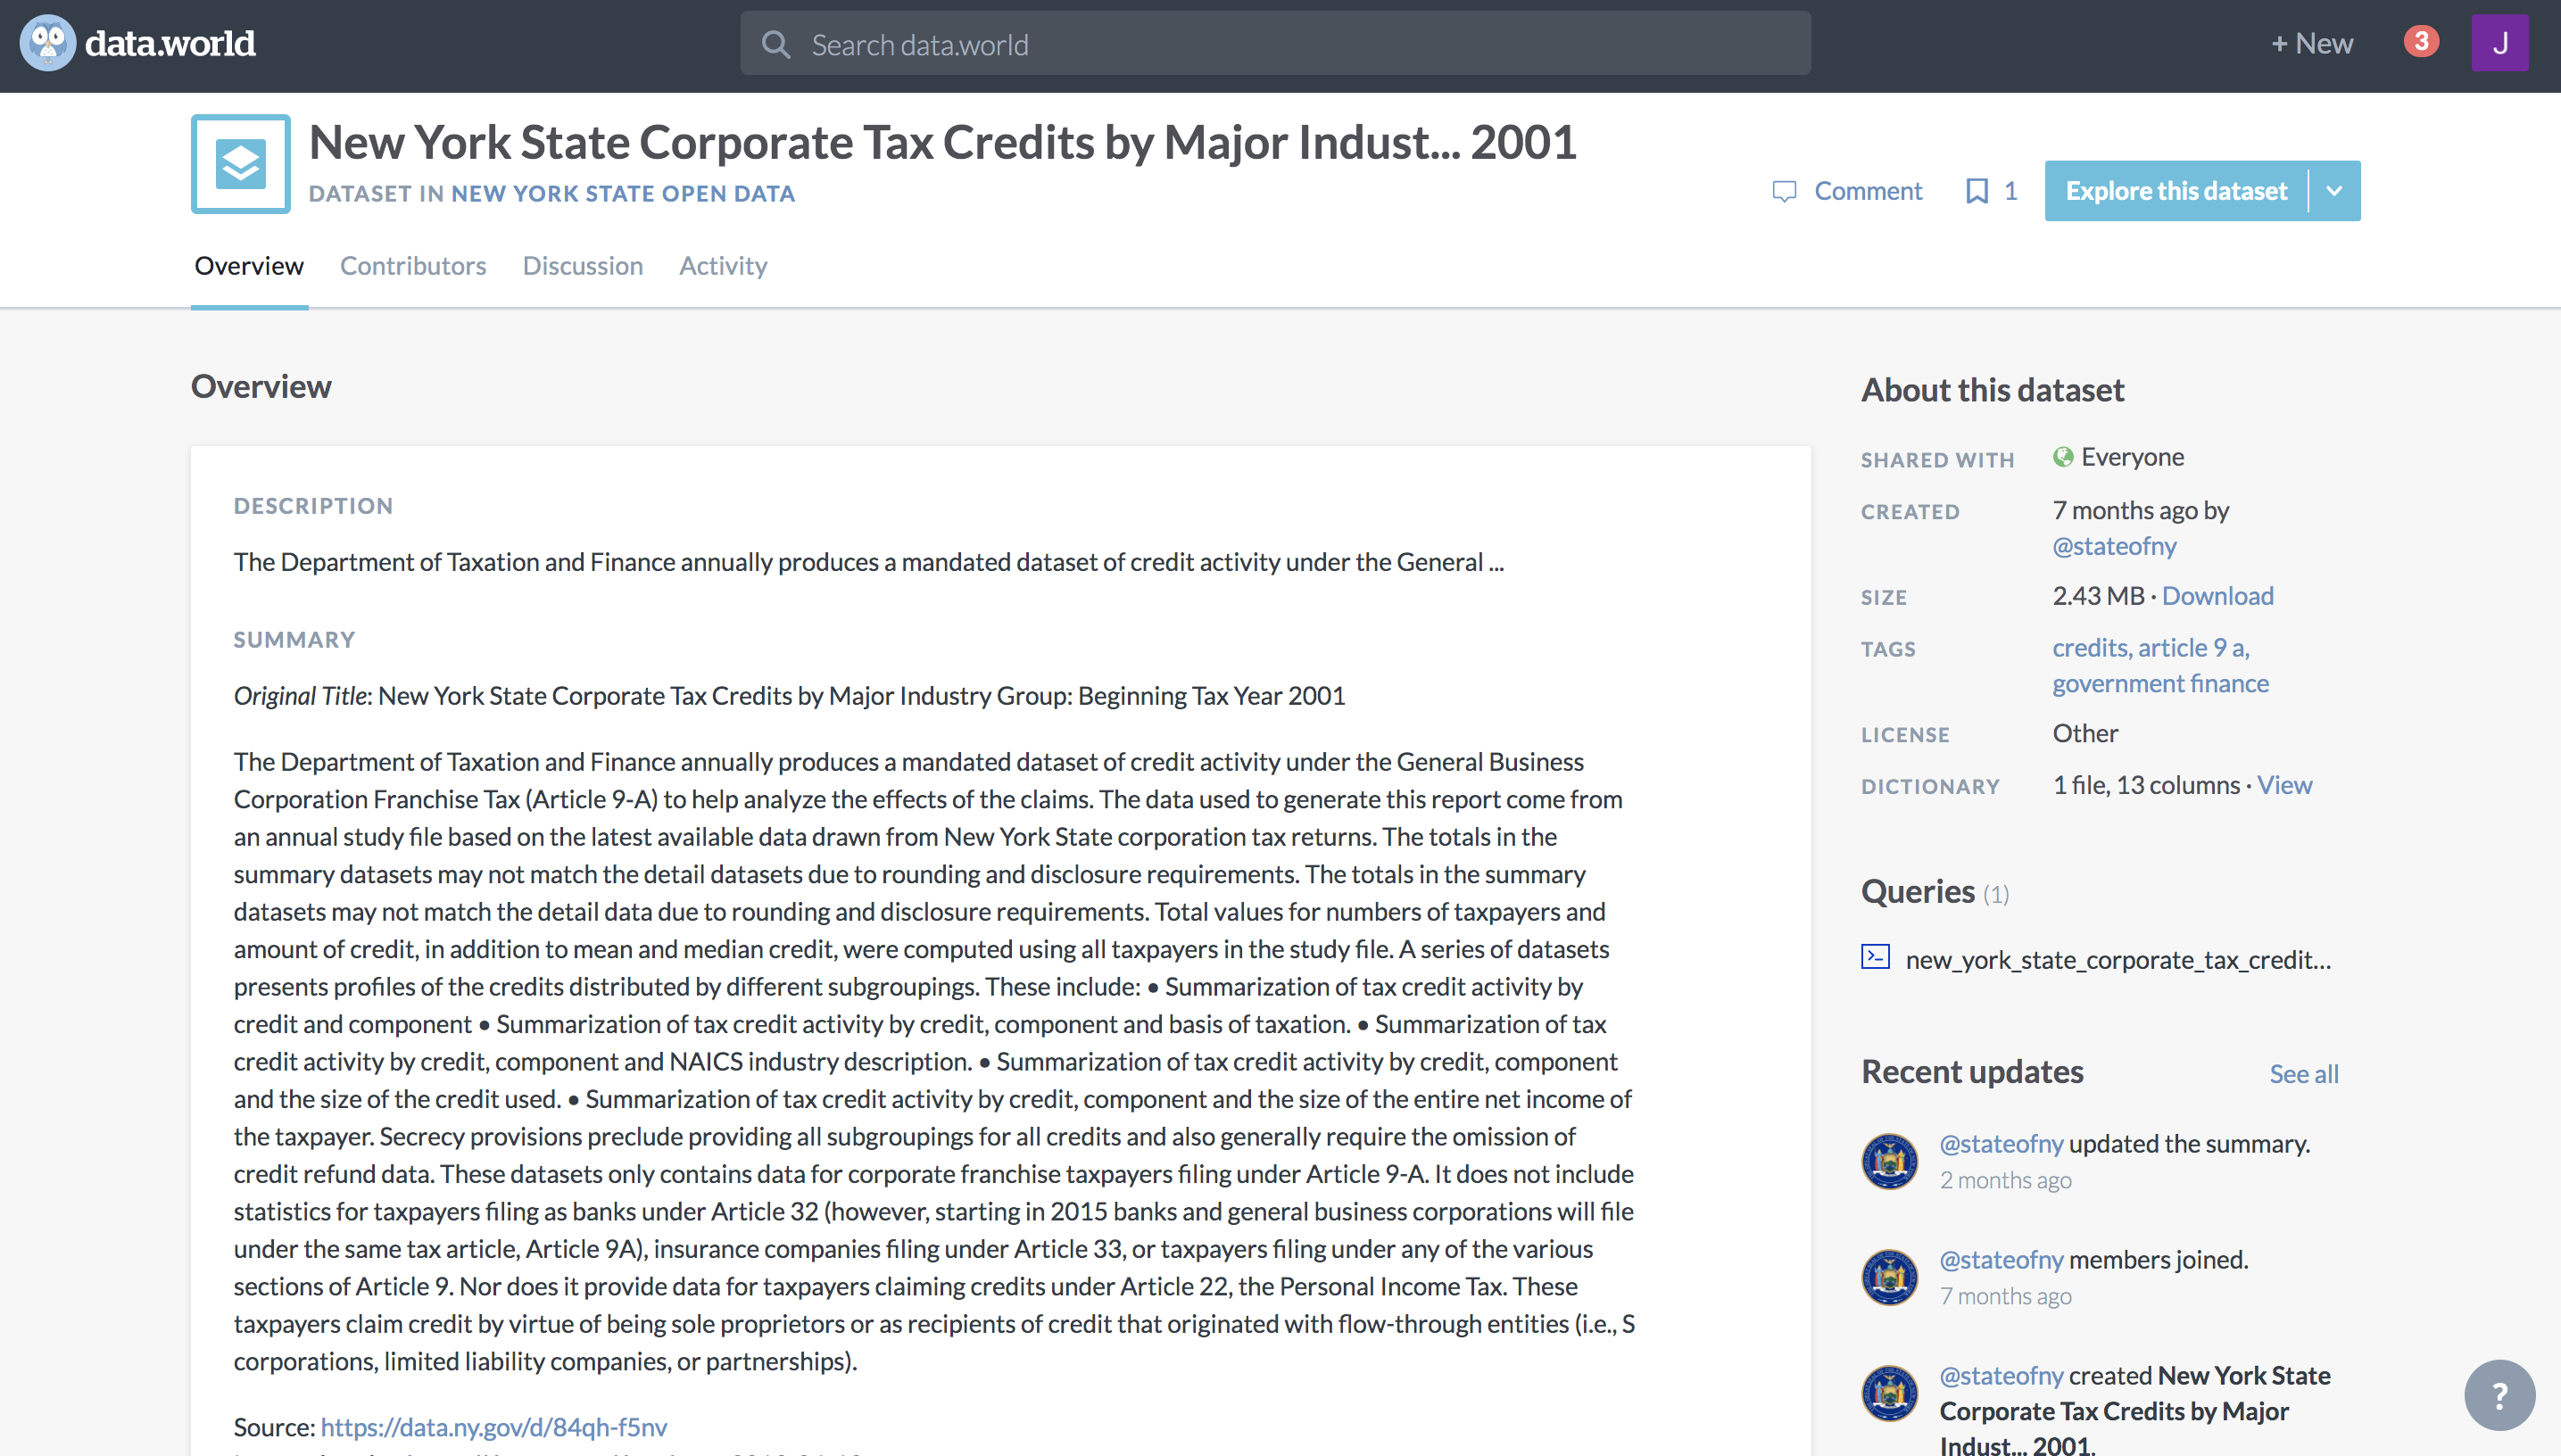 data.world
Search data.world
+ New
3
J
New York State Corporate Tax Credits by Major Indust... 2001
DATASET IN NEW YORK STATE OPEN DATA
Comment
1
Explore this dataset
Overview
Contributors
Discussion
Activity
Overview
DESCRIPTION
The Department of Taxation and Finance annually produces a mandated dataset of credit activity under the General ...
SUMMARY
Original Title: New York State Corporate Tax Credits by Major Industry Group: Beginning Tax Year 2001
The Department of Taxation and Finance annually produces a mandated dataset of credit activity under the General Business
Corporation Franchise Tax (Article 9-A) to help analyze the effects of the claims. The data used to generate this report come from
an annual study file based on the latest available data drawn from New York State corporation tax returns. The totals in the
summary datasets may not match the detail datasets due to rounding and disclosure requirements. The totals in the summary
datasets may not match the detail data due to rounding and disclosure requirements. Total values for numbers of taxpayers and
amount of credit, in addition to mean and median credit, were computed using all taxpayers in the study file. A series of datasets
presents profiles of the credits distributed by different subgroupings. These include: • Summarization of tax credit activity by
credit and component • Summarization of tax credit activity by credit, component and basis of taxation. • Summarization of tax
credit activity by credit, component and NAICS industry description. • Summarization of tax credit activity by credit, component
and the size of the credit used. • Summarization of tax credit activity by credit, component and the size of the entire net income of
the taxpayer. Secrecy provisions preclude providing all subgroupings for all credits and also generally require the omission of
credit refund data. These datasets only contains data for corporate franchise taxpayers filing under Article 9-A. It does not include
statistics for taxpayers filing as banks under Article 32 (however, starting in 2015 banks and general business corporations will file
under the same tax article, Article 9A), insurance companies filing under Article 33, or taxpayers filing under any of the various
sections of Article 9. Nor does it provide data for taxpayers claiming credits under Article 22, the Personal Income Tax. These
taxpayers claim credit by virtue of being sole proprietors or as recipients of credit that originated with flow-through entities (i.e., S
corporations, limited liability companies, or partnerships).
Source: https://data.ny.gov/d/84qh-f5nv
About this dataset
SHARED WITH
Everyone
CREATED
7 months ago by
@stateofny
SIZE
2.43 MB · Download
TAGS
credits, article 9 a,
government finance
LICENSE
Other
DICTIONARY
1 file, 13 columns · View
Queries (1)
new_york_state_corporate_tax_credit...
Recent updates
See all
@stateofny updated the summary.
2 months ago
@stateofny members joined.
7 months ago
@stateofny created New York State
Corporate Tax Credits by Major
Indust... 2001.
?